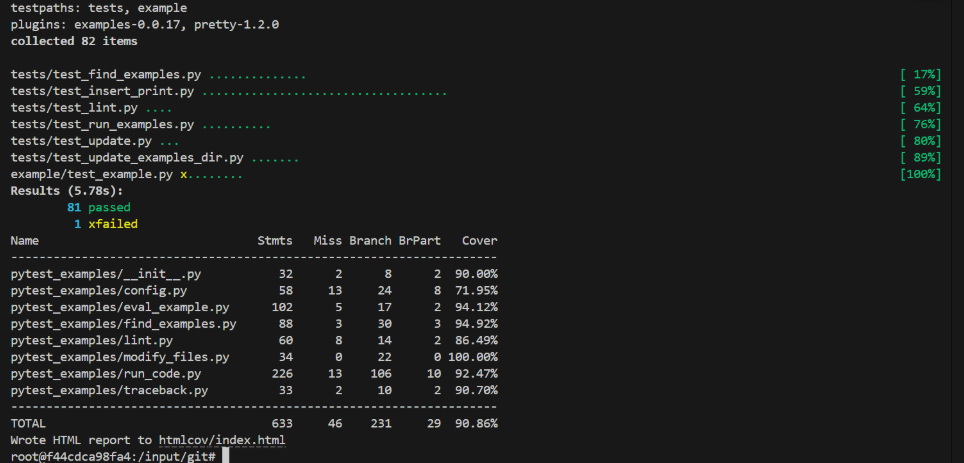 testpaths: tests, example
plugins: examples-0.0.17, pretty-1.2.0
collected 82 items
tests/test_find_examples.py .............. [ 17%]
tests/test_insert_print.py .................................. [ 59%]
tests/test_lint.py .... [ 64%]
tests/test_run_examples.py .......... [ 76%]
tests/test_update.py ... [ 80%]
tests/test_update_examples_dir.py ....... [ 89%]
example/test_example.py x........ [100%]
Results (5.78s):
81 passed
1 xfailed
Name Stmts Miss Branch BrPart Cover
-------------------------------------------------------------------
pytest_examples/__init__.py 32 2 8 2 90.00%
pytest_examples/config.py 58 13 24 8 71.95%
pytest_examples/eval_example.py 102 5 17 2 94.12%
pytest_examples/find_examples.py 88 3 30 3 94.92%
pytest_examples/lint.py 60 8 14 2 86.49%
pytest_examples/modify_files.py 34 0 22 0 100.00%
pytest_examples/run_code.py 226 13 106 10 92.47%
pytest_examples/traceback.py 33 2 10 2 90.70%
-------------------------------------------------------------------
TOTAL 633 46 231 29 90.86%
Wrote HTML report to htmlcov/index.html
root@f44cdca98fa4:/input/git#